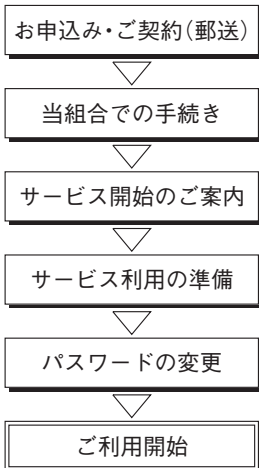 お申込み・ご契約(郵送)
当組合での手続き
サービス開始のご案内
サービス利用の準備
パスワードの変更
ご利用開始